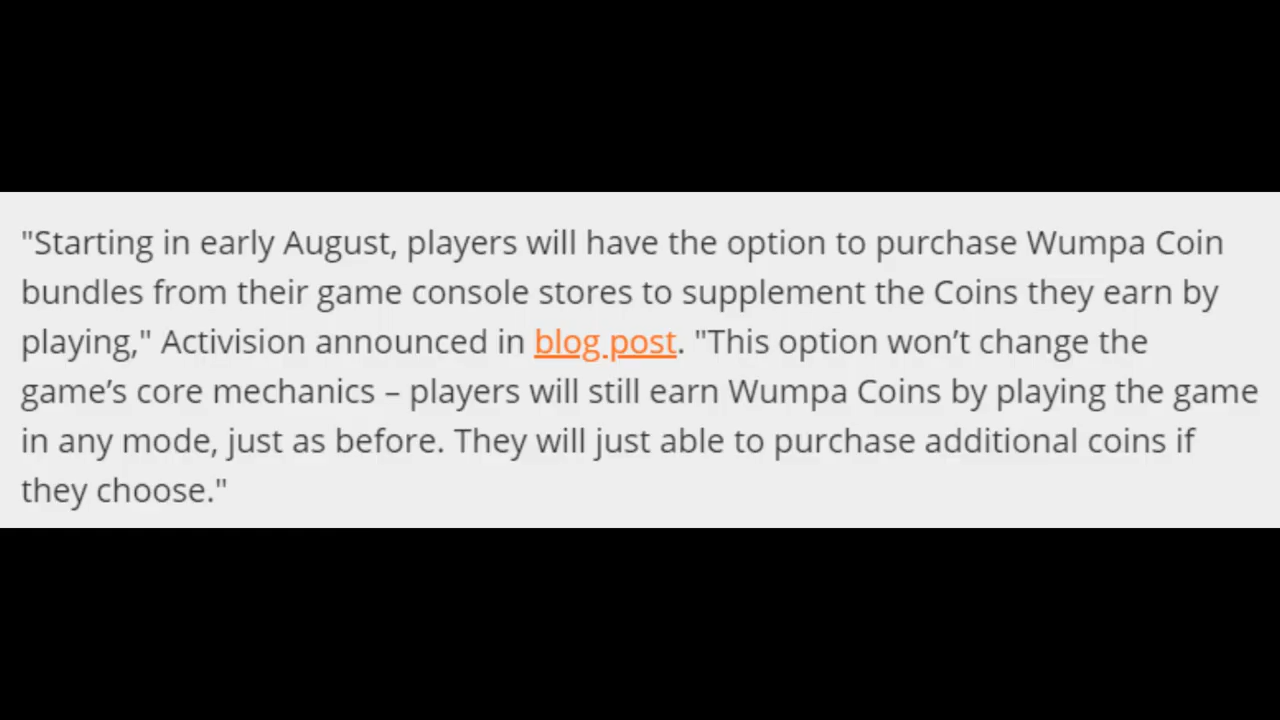 "Starting in early August, players will have the option to purchase Wumpa Coin
bundles from their game console stores to supplement the Coins they earn by
playing," Activision announced in blog post. "This option won’t change the
game’s core mechanics – players will still earn Wumpa Coins by playing the game
in any mode, just as before. They will just able to purchase additional coins if
they choose."